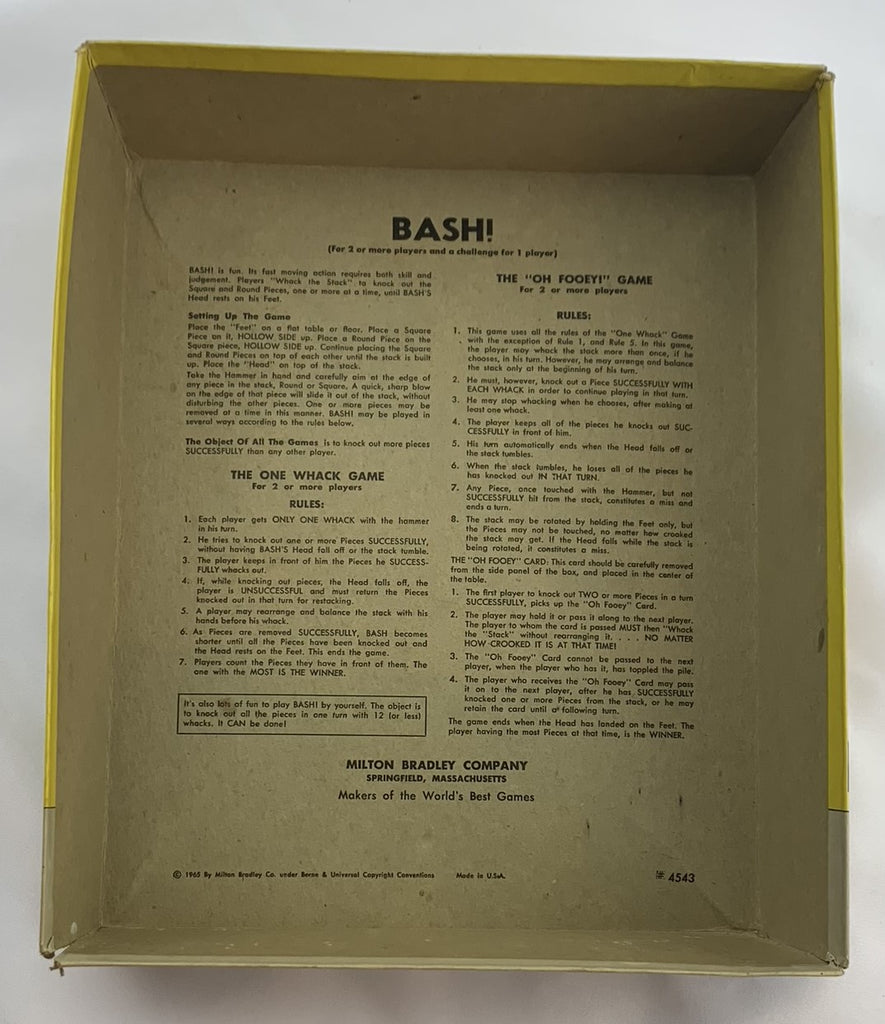 BASH!
(For 2 or more players and a challenge for 1 player)
BASH! is fun. Its fast moving action requires both skill and
judgement. Players "Whack the Stack" to knock out the
Square and Round Pieces, one or more at a time, until BASH'S
Head rests on his Feet.
Setting Up The Game
Place the "Feet" on a flat table or floor. Place a Square
Piece on it, HOLLOW SIDE up. Place a Round Piece on the
Square piece, HOLLOW SIDE up. Continue placing the Square
and Round Pieces on top of each other until the stack is built
up. Place the "Head" on top of the stack.
Take the Hammer in hand and carefully aim at the edge of
any piece in the stack, Round or Square. A quick, sharp blow
on the edge of that piece will slide it out of the stack, without
disturbing the other pieces. One or more pieces may be
removed at a time in this manner. BASH! may be played in
several ways according to the rules below.
The Object Of All The Games is to knock out more pieces
SUCCESSFULLY than any other player.
THE ONE WHACK GAME
For 2 or more players
RULES:
1. Each player gets ONLY ONE WHACK with the hammer
in his turn.
2. He tries to knock out one or more Pieces SUCCESSFULLY,
without having BASH'S Head fall off or the stack tumble.
3. The player keeps in front of him the Pieces he SUCCESS-
FULLY whacks out.
4. If, while knocking out pieces, the Head falls off, the
player is UNSUCCESSFUL and must return the Pieces
knocked out in that turn for restacking.
5. A player may rearrange and balance the stack with his
hands before his whack.
6. As Pieces are removed SUCCESSFULLY, BASH becomes
shorter until all the Pieces have been knocked out and
the Head rests on the Feet. This ends the game.
7. Players count the Pieces they have in front of them. The
one with the MOST IS THE WINNER.
It's also lots of fun to play BASH! by yourself. The object is
to knock out all the pieces in one turn with 12 (or less)
whacks. It CAN be done!
THE "OH FOOEY!" GAME
For 2 or more players
RULES:
1. This game uses all the rules of the "One Whack" Game
with the exception of Rule 1, and Rule 5. In this game,
the player may whack the stack more than once, if he
chooses, in his turn. However, he may arrange and balance
the stack only at the beginning of his turn.
2. He must, however, knock out a Piece SUCCESSFULLY WITH
EACH WHACK in order to continue playing in that turn.
3. He may stop whacking when he chooses, after making at
least one whack.
4. The player keeps all of the pieces he knocks out SUC-
CESSFULLY in front of him.
5. His turn automatically ends when the Head falls off or
the stack tumbles.
6. When the stack tumbles, he loses all of the pieces he
has knocked out IN THAT TURN.
7. Any Piece, once touched with the Hammer, but not
SUCCESSFULLY hit from the stack, constitutes a miss and
ends a turn.
8. The stack may be rotated by holding the Feet only, but
the Pieces may not be touched, no matter how crooked
the stack may get. If the Head falls while the stack is
being rotated, it constitutes a miss.
THE "OH FOOEY" CARD: This card should be carefully removed
from the side panel of the box, and placed in the center of
the table.
1. The first player to knock out TWO or more Pieces in a turn
SUCCESSFULLY, picks up the "Oh Fooey" Card.
2. The player may hold it or pass it along to the next player.
The player to whom the card is passed MUST then "Whack
the "Stack" without rearranging it. . . . NO MATTER
HOW CROOKED IT IS AT THAT TIME!
3. The "Oh Fooey" Card cannot be passed to the next
player, when the player who has it, has toppled the pile.
4. The player who receives the "Oh Fooey" Card may pass
it on to the next player, after he has SUCCESSFULLY
knocked one or more Pieces from the stack, or he may
retain the card until a following turn.
The game ends when the Head has landed on the Feet. The
player having the most Pieces at that time, is the WINNER.
MILTON BRADLEY COMPANY
SPRINGFIELD, MASSACHUSETTS
Makers of the World's Best Games
© 1965 By Milton Bradley Co. under Berne & Universal Copyright Conventions Made in U.S.A. # 4543